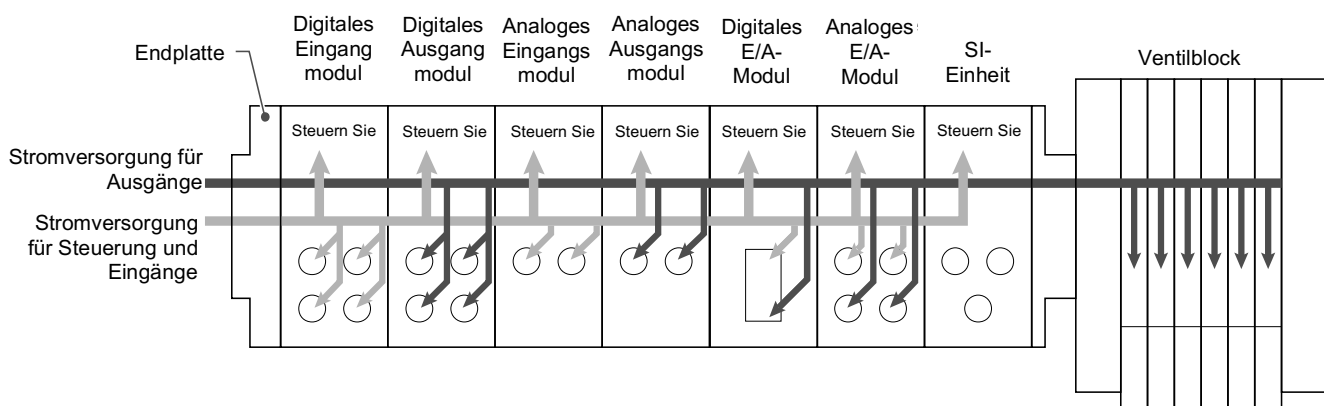 Endplatte
Digitales
Eingang
modul
Digitales
Ausgang
modul
Analoges
Eingangs
modul
Analoges
Ausgangs
modul
Digitales
E/A-
Modul
Analoges
E/A-
Modul
SI-
Einheit
Ventilblock
Steuern Sie
Steuern Sie
Steuern Sie
Steuern Sie
Steuern Sie
Steuern Sie
Steuern Sie
Stromversorgung für
Ausgänge
Stromversorgung
für Steuerung und
Eingänge